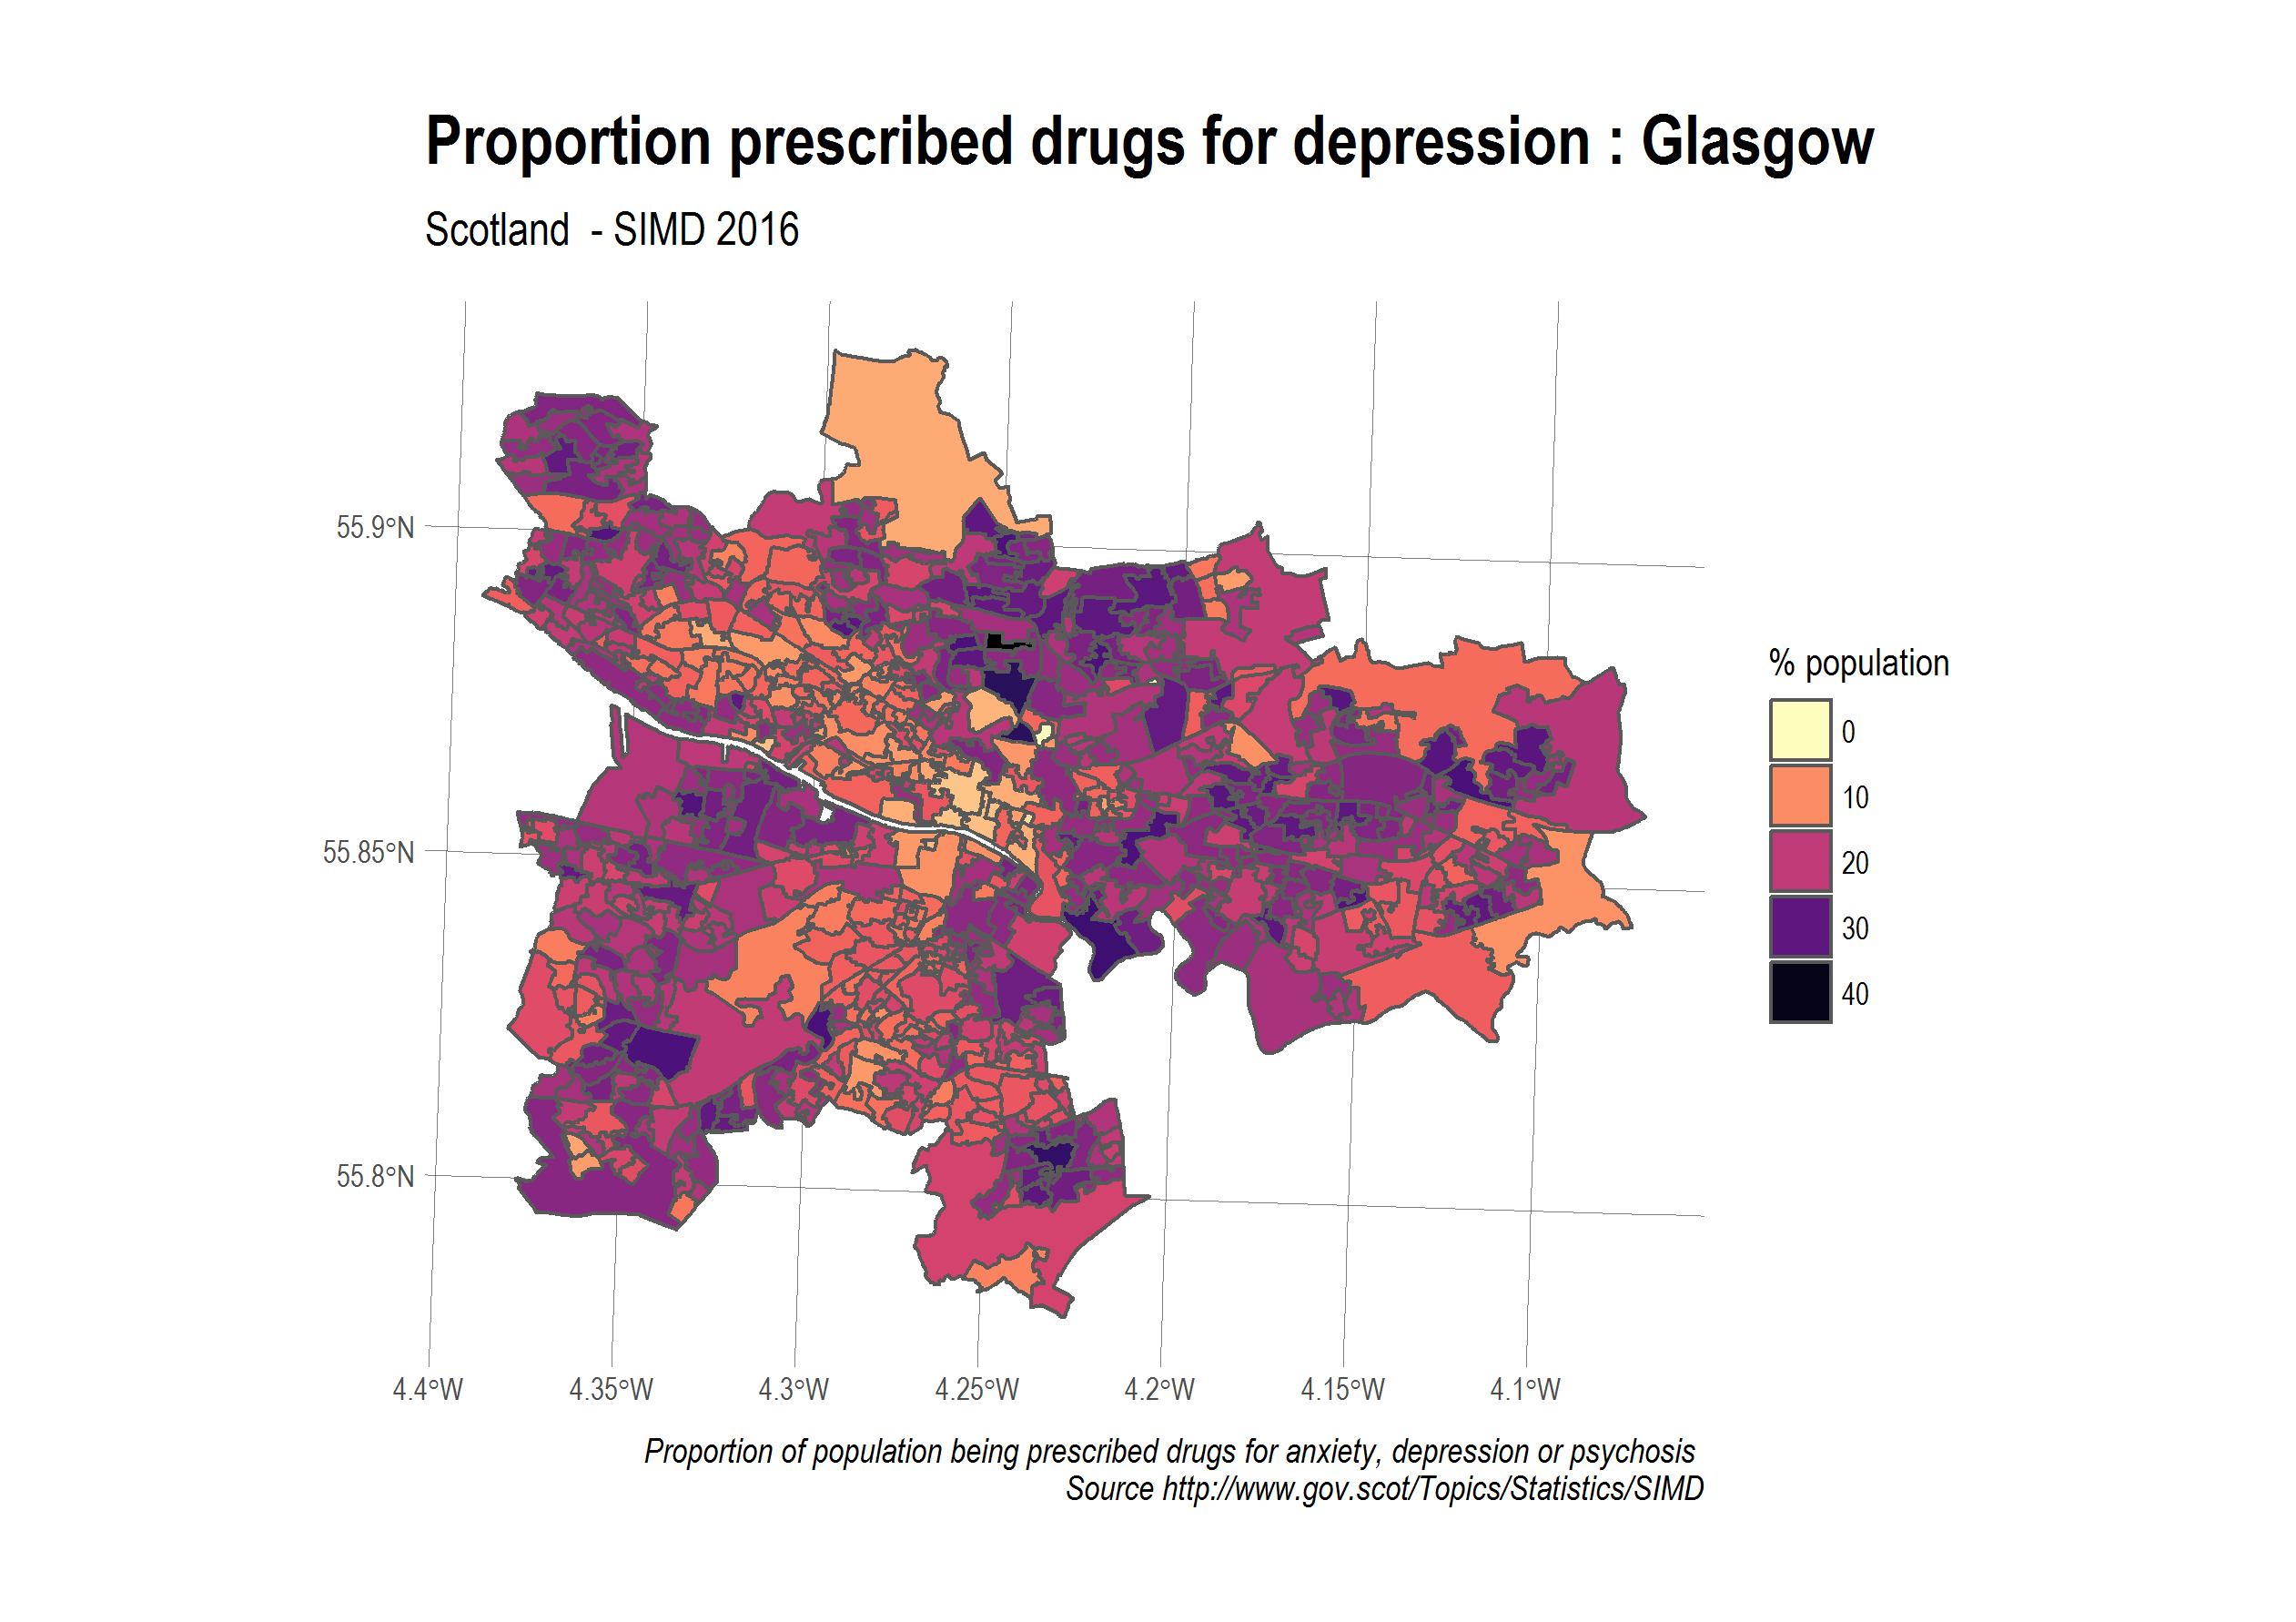 Proportion prescribed drugs for depression : Glasgow
Scotland  - SIMD 2016
55.9°N
55.85°N
55.8°N
4.4°W
4.35°W
4.3°W
4.25°W
4.2°W
4.15°W
4.1°W
% population
0
10
20
30
40
Proportion of population being prescribed drugs for anxiety, depression or psychosis
Source http://www.gov.scot/Topics/Statistics/SIMD